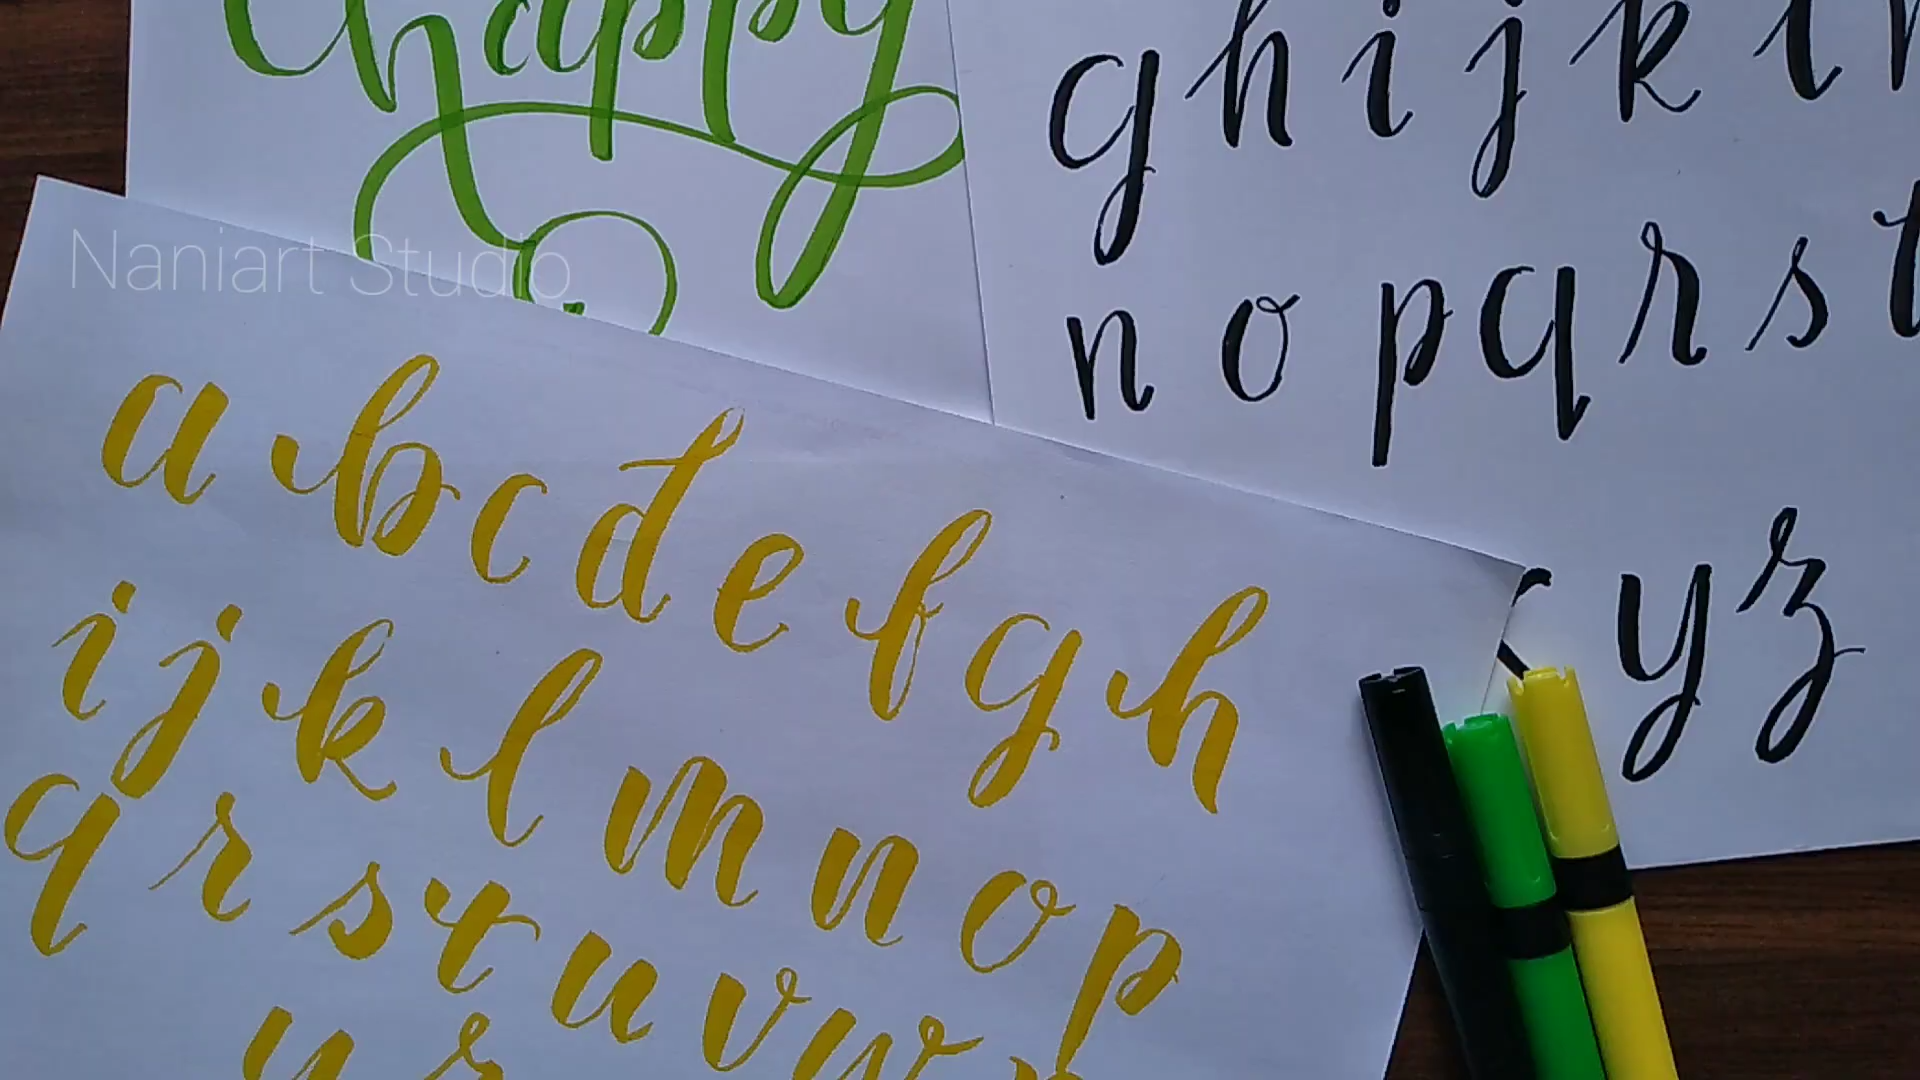 happy
g h i j k l
n o p q r s t
y z
Naniart Studio
a b c d e f g h
i j k l m n o p
q r s t u v w x
y z